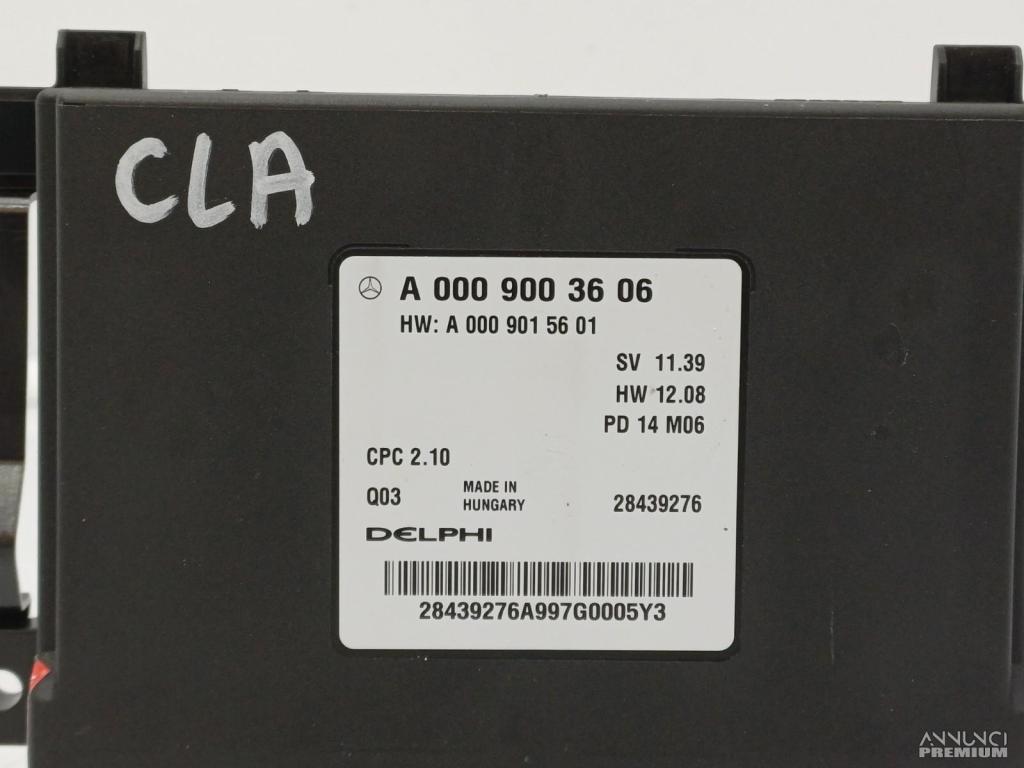 CLA
A 000 900 36 06
HW: A 000 901 56 01
SV 11.39
HW 12.08
PD 14 M06
CPC 2.10
Q03
MADE IN
HUNGARY
28439276
DELPHI
28439276A997G0005Y3
ANNUNCI
PREMIUM